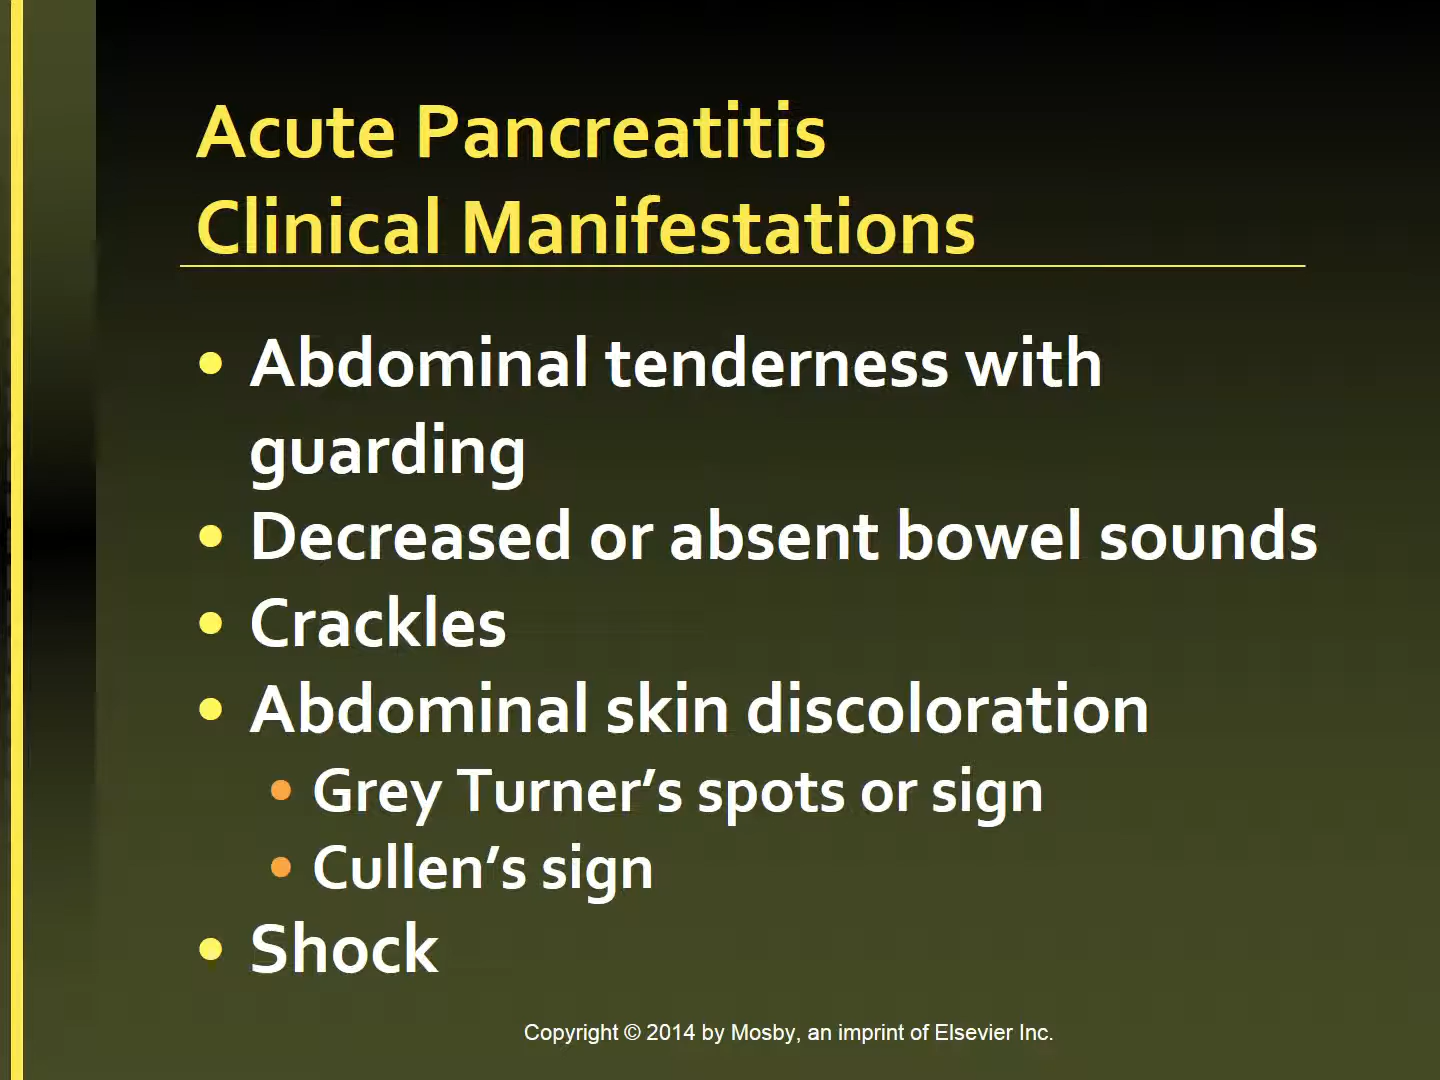 Acute Pancreatitis
Clinical Manifestations
• Abdominal tenderness with
guarding
• Decreased or absent bowel sounds
• Crackles
• Abdominal skin discoloration
• Grey Turner’s spots or sign
• Cullen’s sign
• Shock
Copyright © 2014 by Mosby, an imprint of Elsevier Inc.